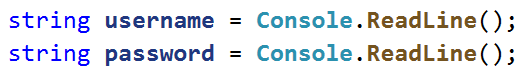 string username = Console.ReadLine();
string password = Console.ReadLine();